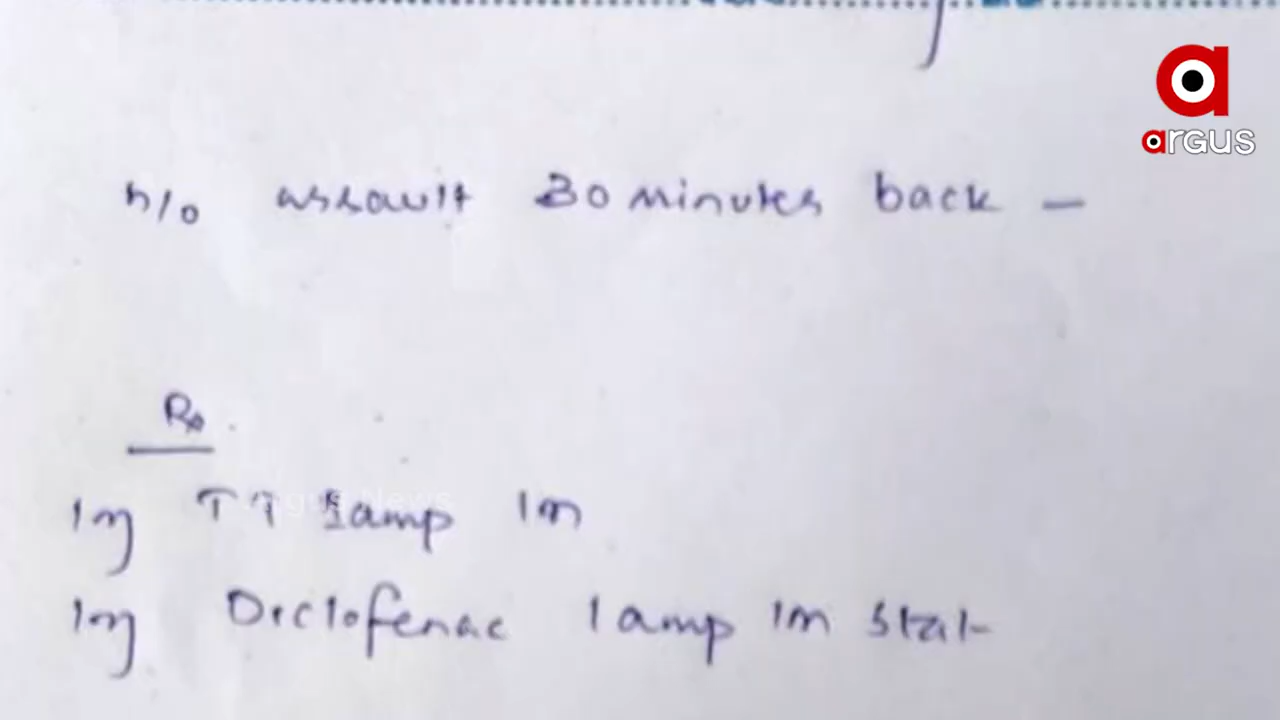 argus
h/o assault 30 minutes back —
Rx
Inj TT 1amp Im
Inj Diclofenac 1amp Im stat